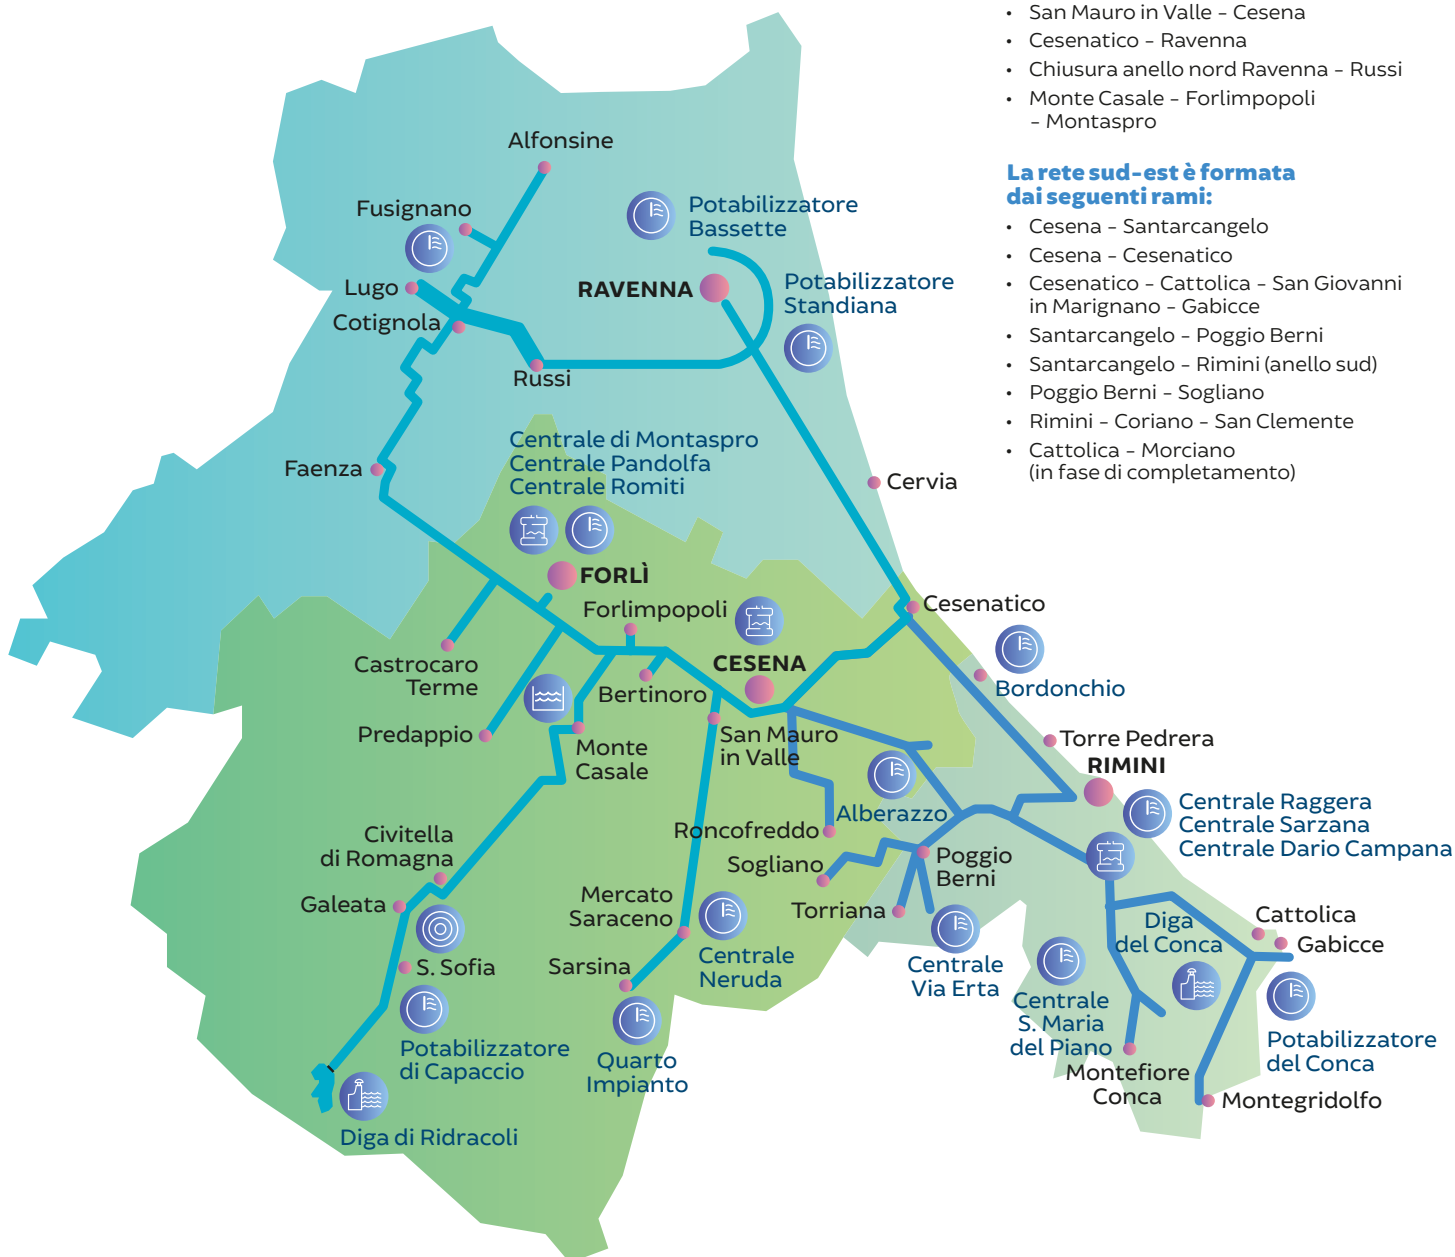 • San Mauro in Valle – Cesena
• Cesenatico – Ravenna
• Chiusura anello nord Ravenna – Russi
• Monte Casale – Forlimpopoli
– Montaspro
La rete sud-est è formata
dai seguenti rami:
• Cesena – Santarcangelo
• Cesena – Cesenatico
• Cesenatico – Cattolica – San Giovanni
in Marignano – Gabicce
• Santarcangelo – Poggio Berni
• Santarcangelo – Rimini (anello sud)
• Poggio Berni – Sogliano
• Rimini – Coriano – San Clemente
• Cattolica – Morciano
(in fase di completamento)
Alfonsine
Fusignano
Potabilizzatore
Bassette
Lugo
RAVENNA
Potabilizzatore
Standiana
Cotignola
Russi
Centrale di Montaspro
Centrale Pandolfa
Centrale Romiti
Faenza
Cervia
FORLÌ
Forlimpopoli
Cesenatico
Castrocaro
Terme
CESENA
Bertinoro
Bordonchio
Predappio
Monte
Casale
San Mauro
in Valle
Torre Pedrera
RIMINI
Alberazzo
Centrale Raggera
Centrale Sarzana
Centrale Dario Campana
Civitella
di Romagna
Roncofreddo
Sogliano
Poggio
Berni
Galeata
Mercato
Saraceno
Torriana
Diga
del Conca
Cattolica
Gabicce
S. Sofia
Sarsina
Centrale
Neruda
Centrale
Via Erta
Centrale
S. Maria
del Piano
Potabilizzatore
di Capaccio
Quarto
Impianto
Potabilizzatore
del Conca
Montefiore
Conca
Montegridolfo
Diga di Ridracoli